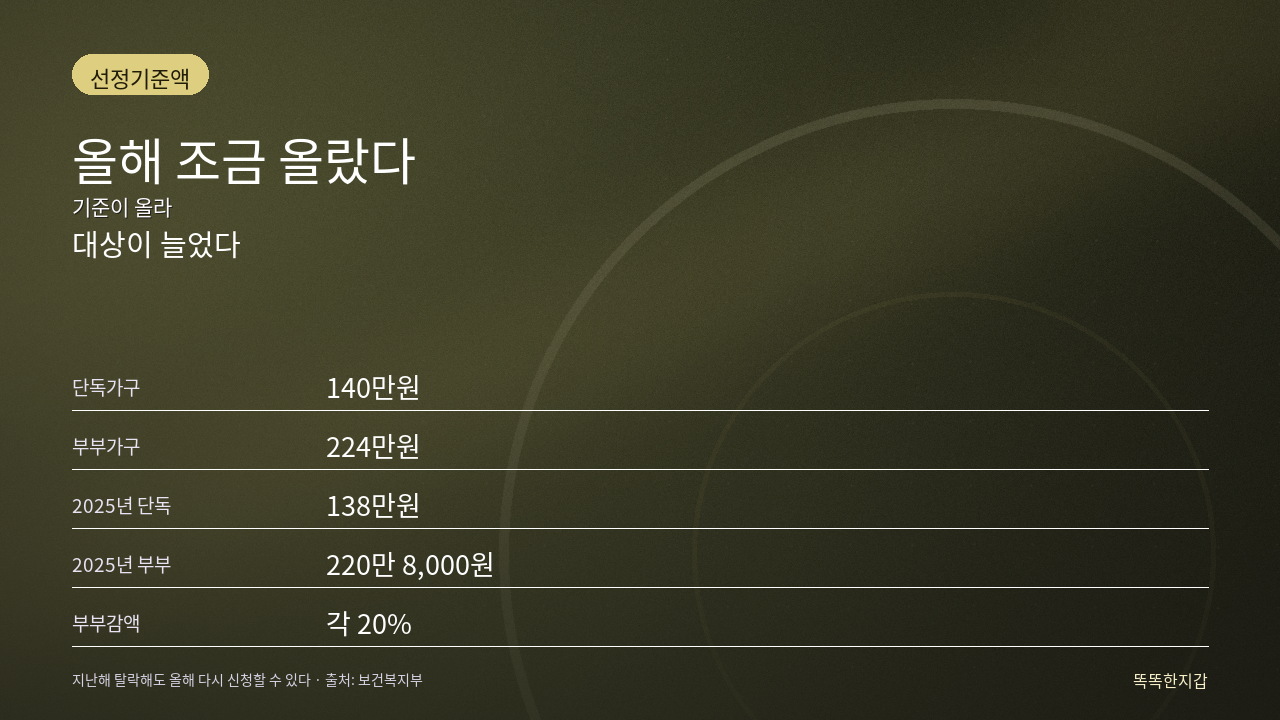 선정기준액
올해 조금 올랐다
기준이 올라
대상이 늘었다
단독가구 140만원
부부가구 224만원
2025년 단독 138만원
2025년 부부 220만 8,000원
부부감액 각 20%
지난해 탈락해도 올해 다시 신청할 수 있다 · 출처: 보건복지부
똑똑한지갑